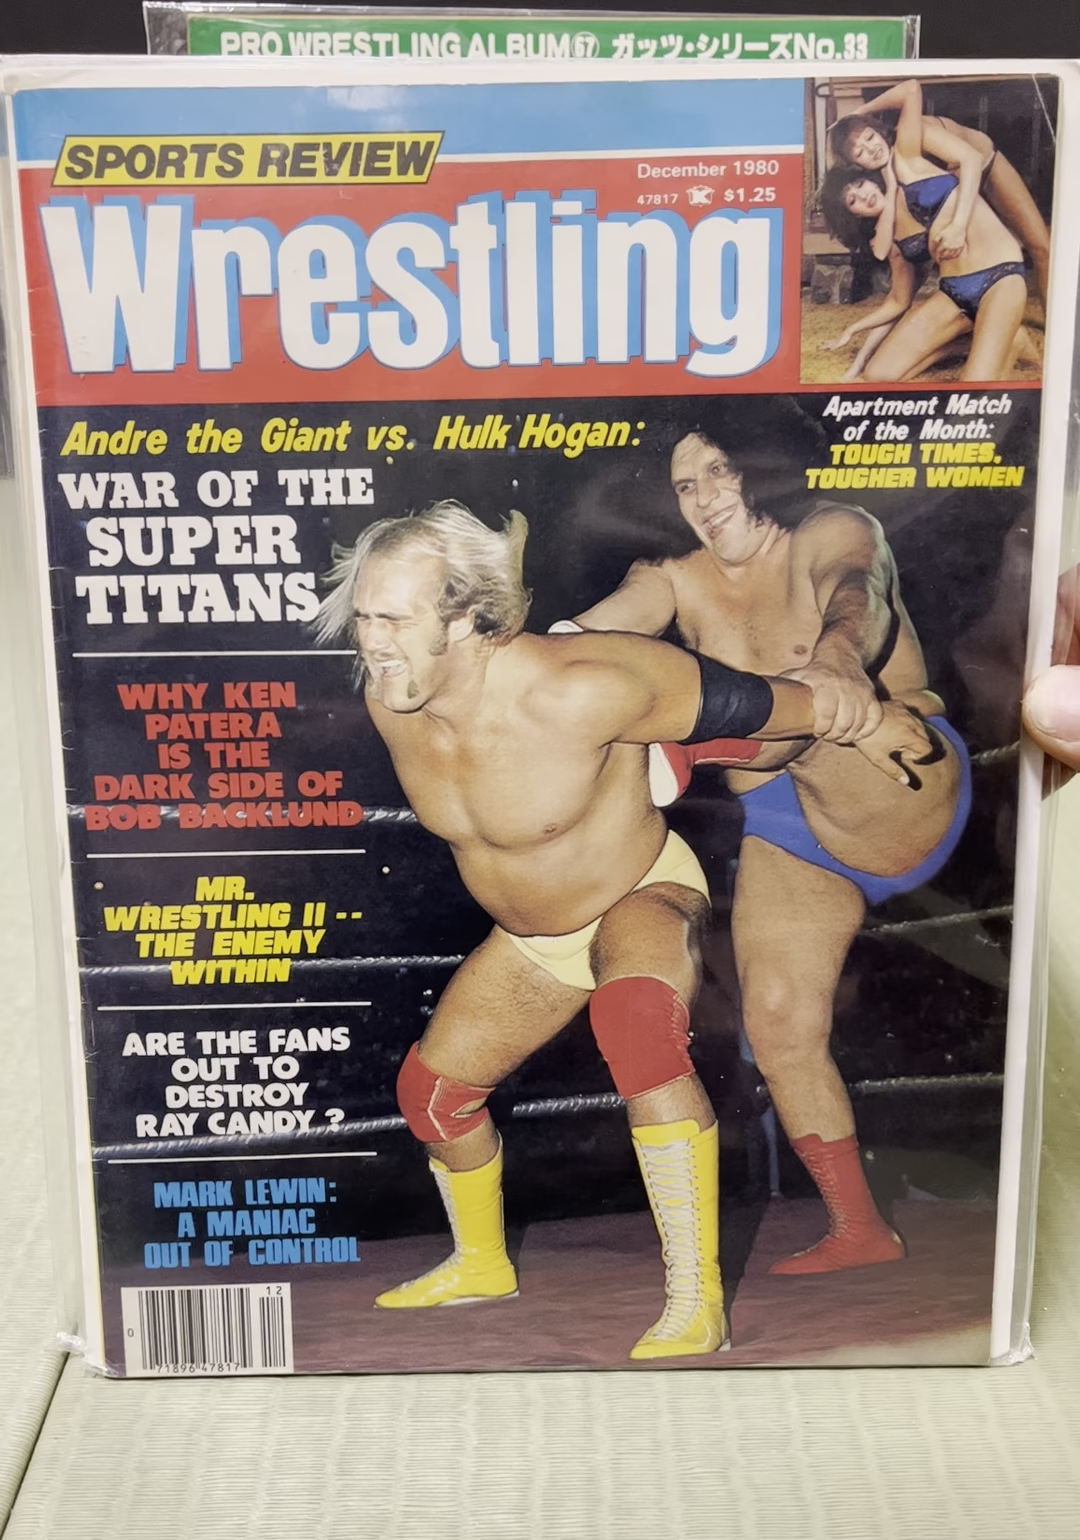 PRO WRESTLING ALBUM67 ガッツ・シリーズNo.33
SPORTS REVIEW
Wrestling
December 1980
47817 K $1.25
Apartment Match
of the Month:
TOUGH TIMES,
TOUGHER WOMEN
Andre the Giant vs. Hulk Hogan:
WAR OF THE
SUPER
TITANS
WHY KEN
PATERA
IS THE
DARK SIDE OF
BOB BACKLUND
MR.
WRESTLING II --
THE ENEMY
WITHIN
ARE THE FANS
OUT TO
DESTROY
RAY CANDY ?
MARK LEWIN:
A MANIAC
OUT OF CONTROL
12
0
71896 47817